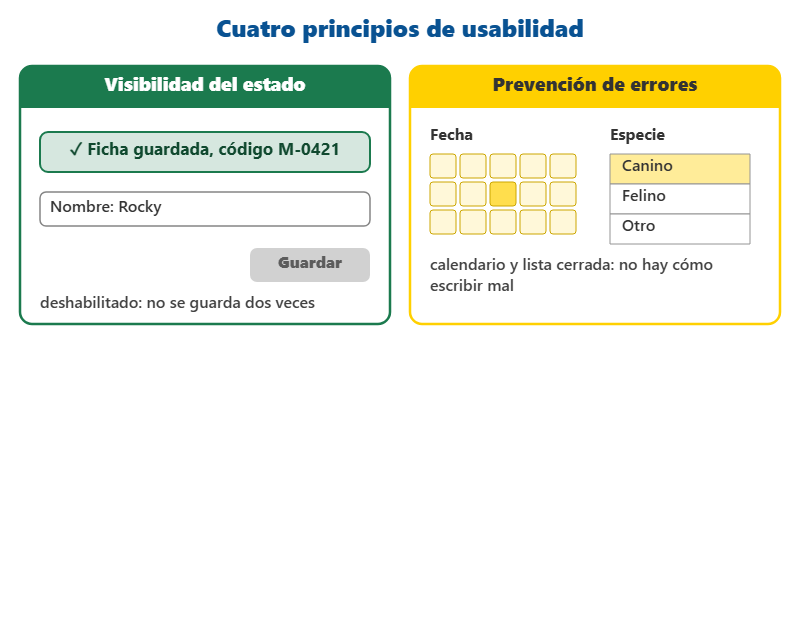 Cuatro principios de usabilidad
Visibilidad del estado
✓ Ficha guardada, código M-0421
Nombre: Rocky
Guardar
deshabilitado: no se guarda dos veces
Prevención de errores
Fecha
Especie
Canino
Felino
Otro
calendario y lista cerrada: no hay cómo
escribir mal